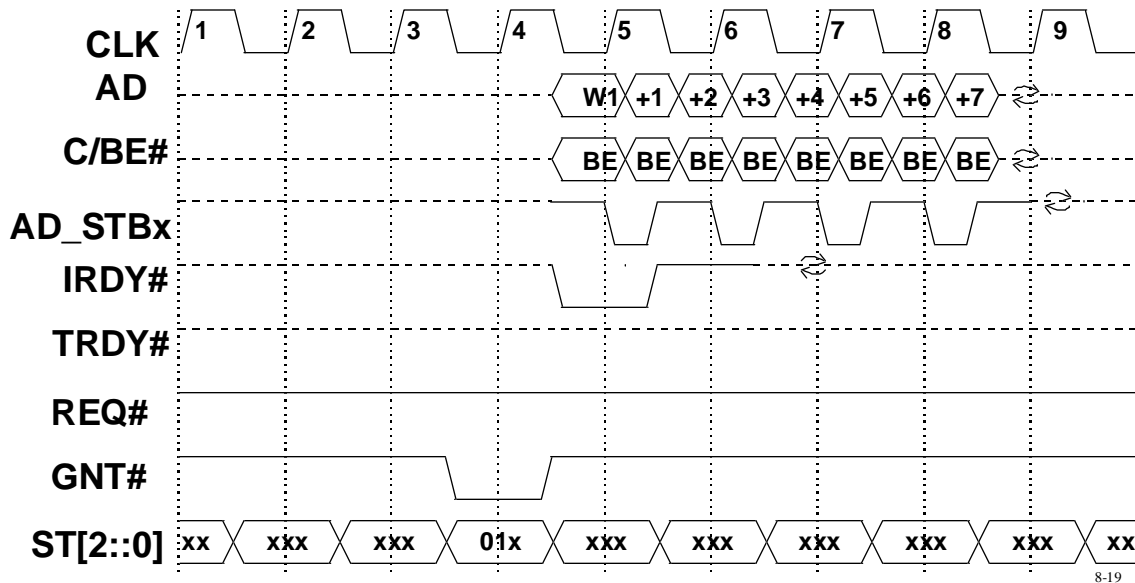 CLK 1 2 3 4 5 6 7 8 9
AD W1 +1 +2 +3 +4 +5 +6 +7
C/BE# BE BE BE BE BE BE BE BE
AD_STBx
IRDY#
TRDY#
REQ#
GNT#
ST[2::0] xx xxx xxx 01x xxx xxx xxx xxx xxx xx
8-19